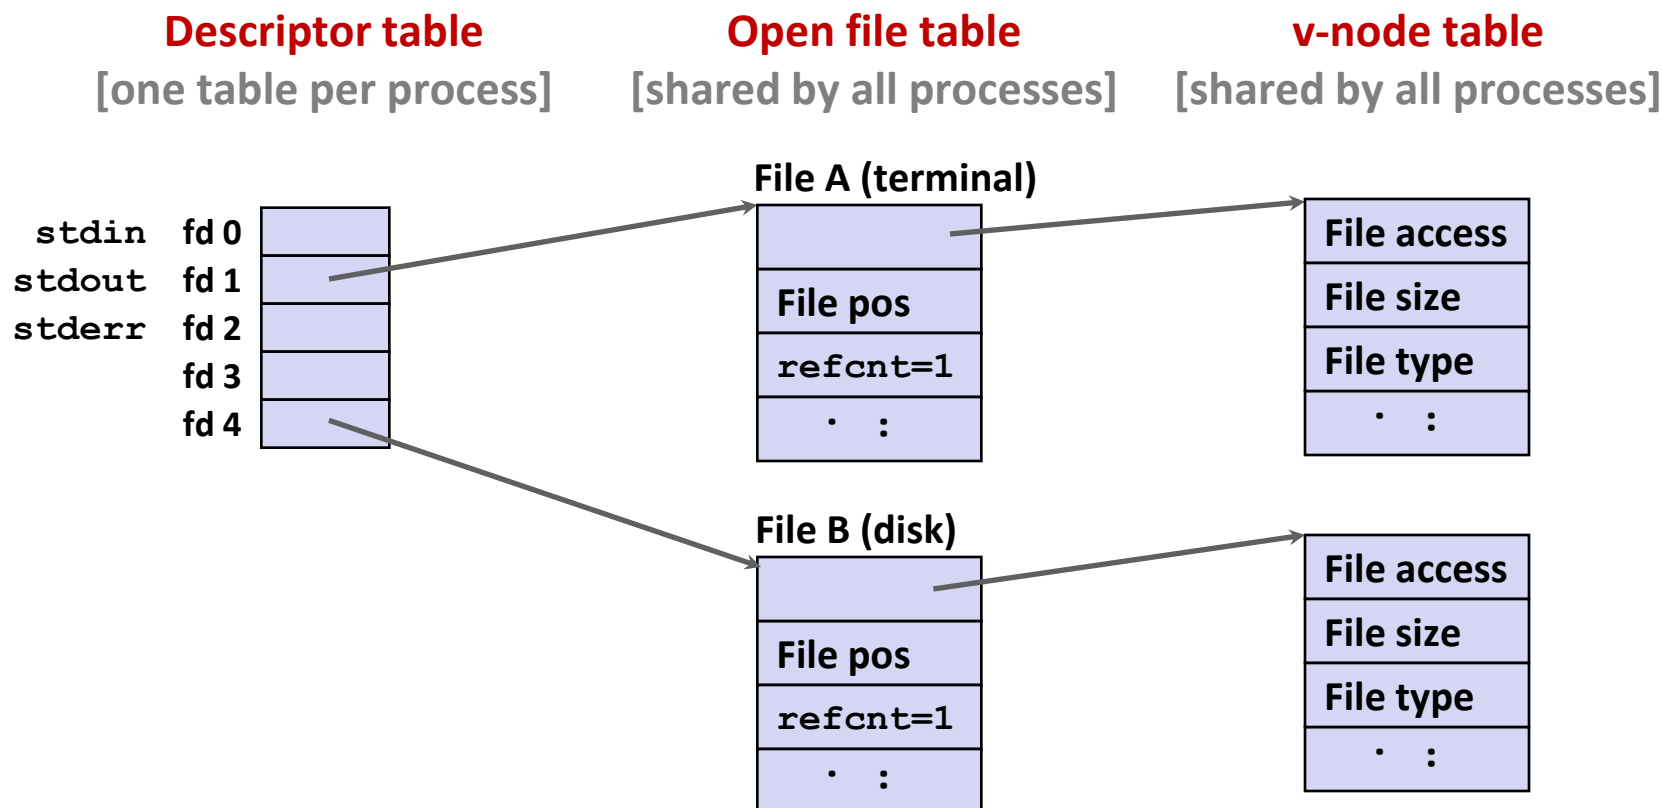 Descriptor table
[one table per process]
Open file table
[shared by all processes]
v-node table
[shared by all processes]
stdin fd 0
stdout fd 1
stderr fd 2
fd 3
fd 4
File A (terminal)
File pos
refcnt=1
. :
File access
File size
File type
. :
File B (disk)
File pos
refcnt=1
. :
File access
File size
File type
. :